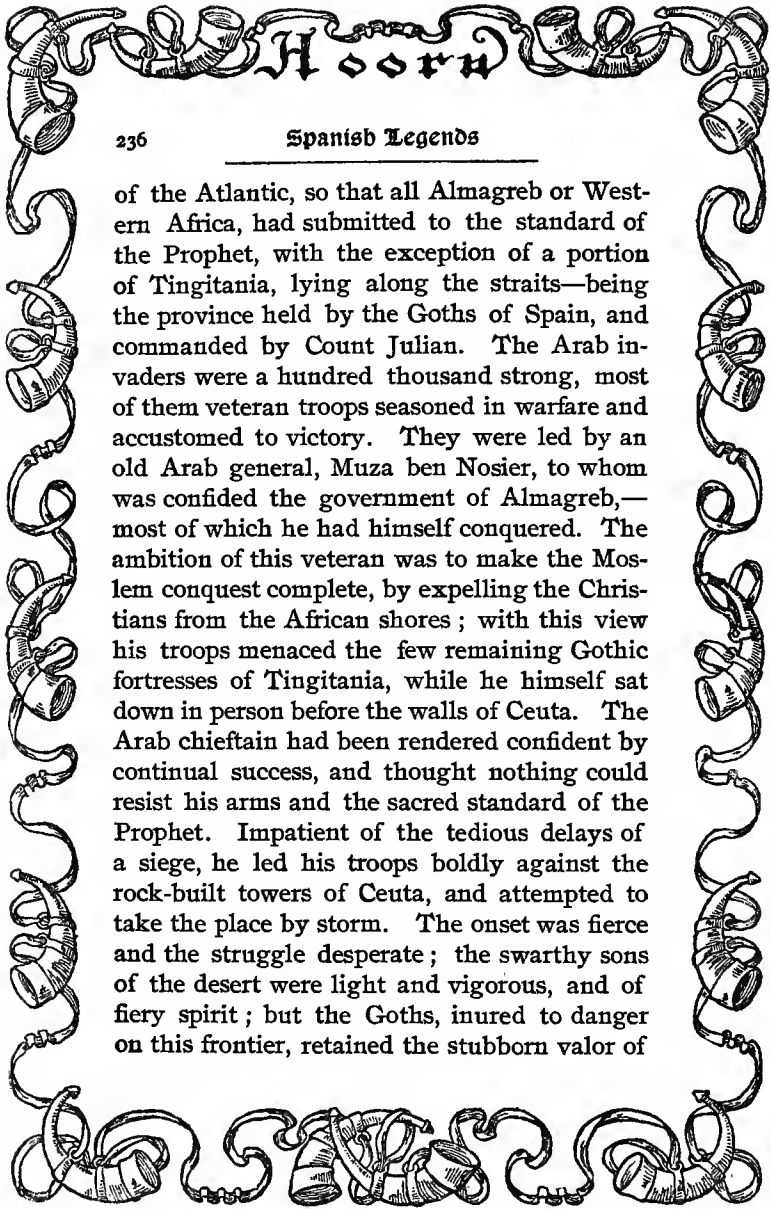 Hoorn
236 Spanish Legends
of the Atlantic, so that all Almagreb or West-
ern Africa, had submitted to the standard of
the Prophet, with the exception of a portion
of Tingitania, lying along the straits—being
the province held by the Goths of Spain, and
commanded by Count Julian. The Arab in-
vaders were a hundred thousand strong, most
of them veteran troops seasoned in warfare and
accustomed to victory. They were led by an
old Arab general, Muza ben Nosier, to whom
was confided the government of Almagreb,—
most of which he had himself conquered. The
ambition of this veteran was to make the Mos-
lem conquest complete, by expelling the Chris-
tians from the African shores ; with this view
his troops menaced the few remaining Gothic
fortresses of Tingitania, while he himself sat
down in person before the walls of Ceuta. The
Arab chieftain had been rendered confident by
continual success, and thought nothing could
resist his arms and the sacred standard of the
Prophet. Impatient of the tedious delays of
a siege, he led his troops boldly against the
rock-built towers of Ceuta, and attempted to
take the place by storm. The onset was fierce
and the struggle desperate ; the swarthy sons
of the desert were light and vigorous, and of
fiery spirit ; but the Goths, inured to danger
on this frontier, retained the stubborn valor of